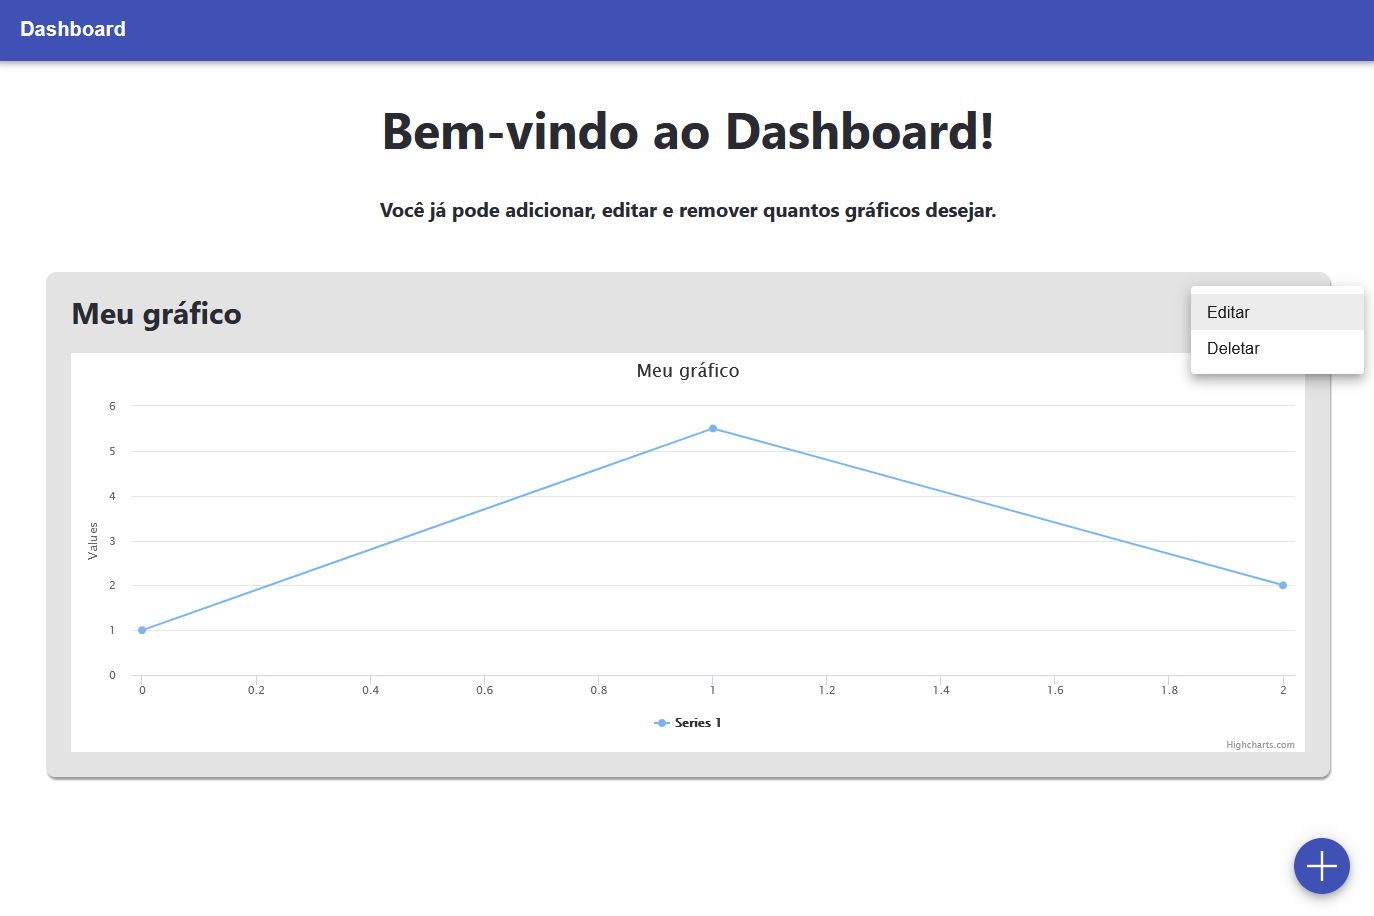 Dashboard
Bem-vindo ao Dashboard!
Você já pode adicionar, editar e remover quantos gráficos desejar.
Meu gráfico
Editar
Deletar
Meu gráfico
Values
6
5
4
3
2
1
0
0 0.2 0.4 0.6 0.8 1 1.2 1.4 1.6 1.8 2
Series 1
Highcharts.com